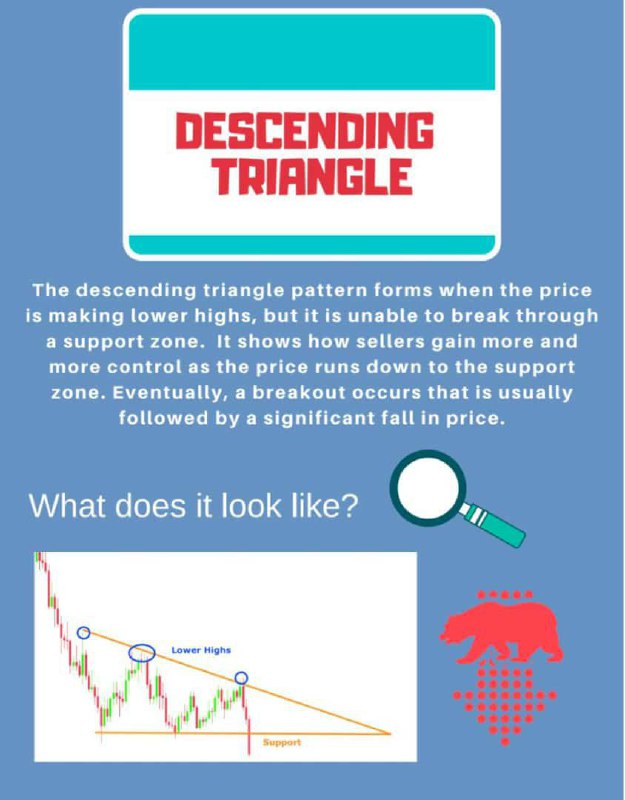 DESCENDING
TRIANGLE
The descending triangle pattern forms when the price
is making lower highs, but it is unable to break through
a support zone. It shows how sellers gain more and
more control as the price runs down to the support
zone. Eventually, a breakout occurs that is usually
followed by a significant fall in price.
What does it look like?
Lower Highs
Support